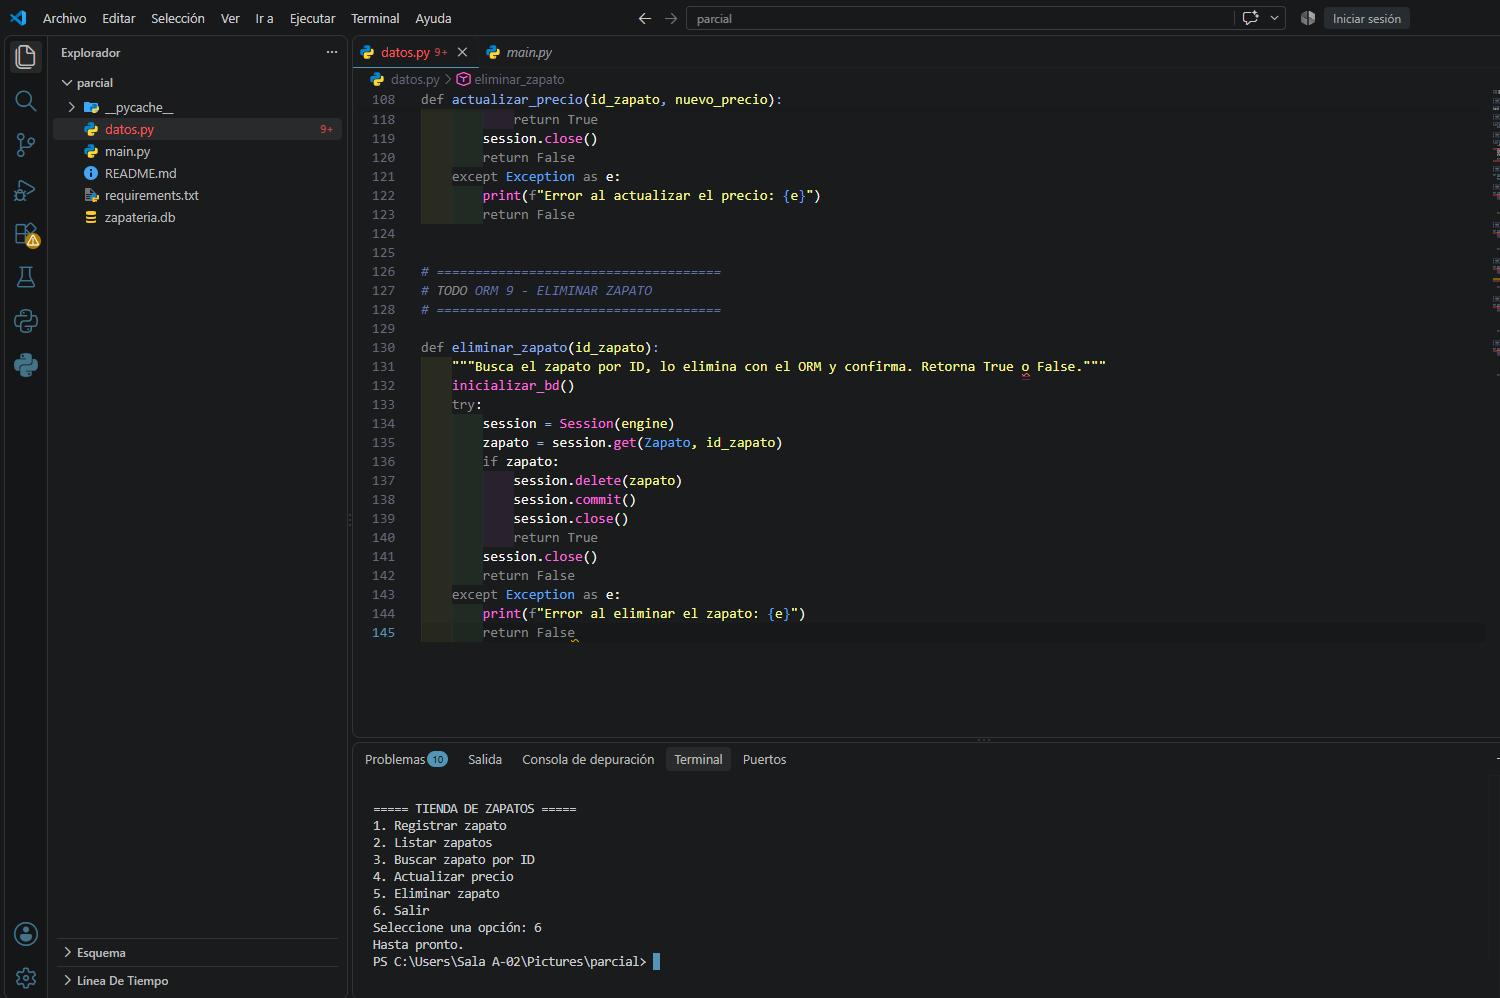 Archivo Editar Selección Ver Ir a Ejecutar Terminal Ayuda parcial Iniciar sesión
Explorador
parcial
__pycache__
datos.py 9+
main.py
README.md
requirements.txt
zapateria.db
Esquema
Línea De Tiempo
datos.py 9+ main.py
datos.py > eliminar_zapato
108 def actualizar_precio(id_zapato, nuevo_precio):
118 return True
119 session.close()
120 return False
121 except Exception as e:
122 print(f"Error al actualizar el precio: {e}")
123 return False
124
125
126 # =====================================
127 # TODO ORM 9 - ELIMINAR ZAPATO
128 # =====================================
129
130 def eliminar_zapato(id_zapato):
131 """Busca el zapato por ID, lo elimina con el ORM y confirma. Retorna True o False."""
132 inicializar_bd()
133 try:
134 session = Session(engine)
135 zapato = session.get(Zapato, id_zapato)
136 if zapato:
137 session.delete(zapato)
138 session.commit()
139 session.close()
140 return True
141 session.close()
142 return False
143 except Exception as e:
144 print(f"Error al eliminar el zapato: {e}")
145 return False
Problemas 10 Salida Consola de depuración Terminal Puertos
===== TIENDA DE ZAPATOS =====
1. Registrar zapato
2. Listar zapatos
3. Buscar zapato por ID
4. Actualizar precio
5. Eliminar zapato
6. Salir
Seleccione una opción: 6
Hasta pronto.
PS C:\Users\Sala A-02\Pictures\parcial>